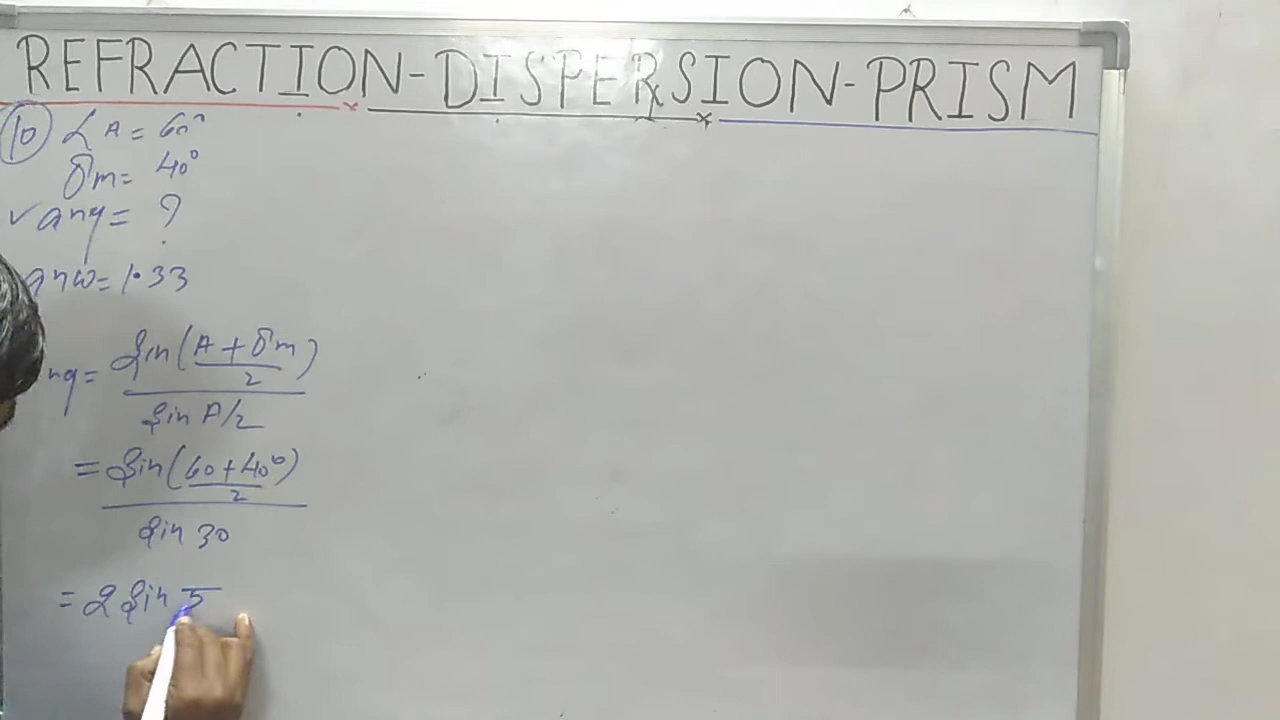 REFRACTION-DISPERSION-PRISM
10 ∠A = 60°
δm = 40°
✓ ang = ?
anw = 1.33
ng = sin(A + δm / 2) / sin A/2
= sin(60 + 40° / 2) / sin 30
= 2 sin 5